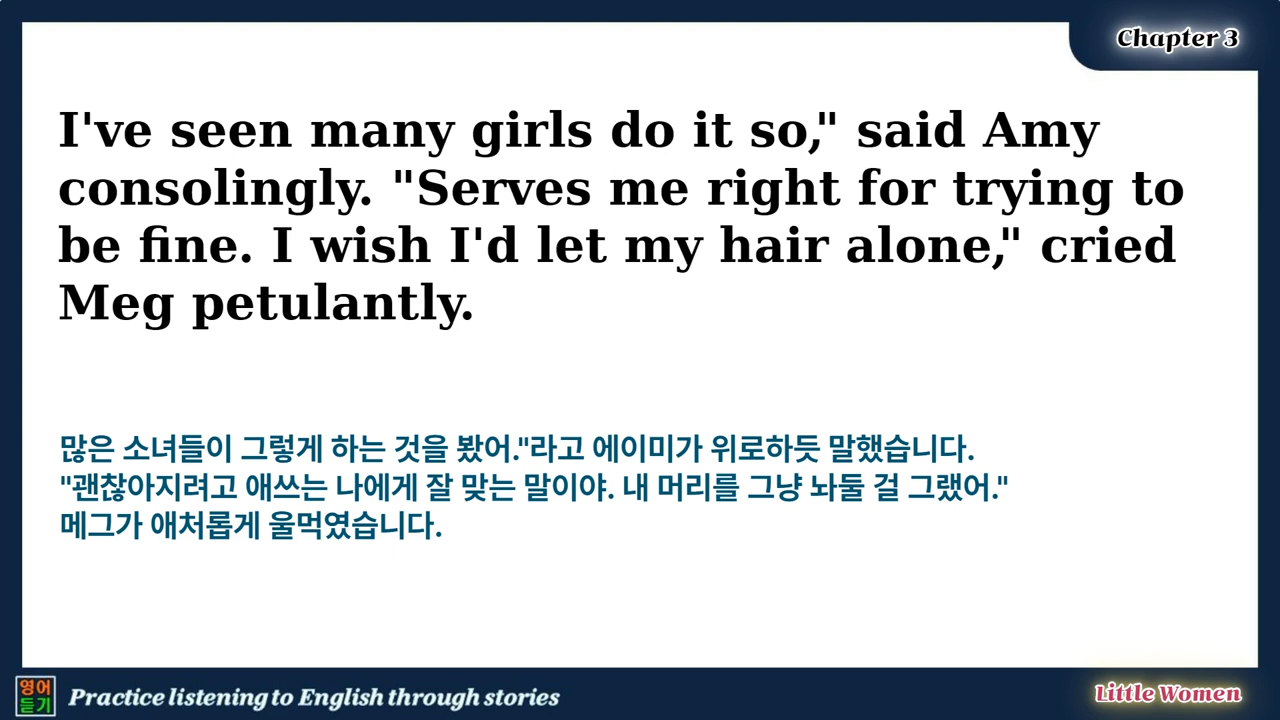 Chapter 3
I've seen many girls do it so," said Amy
consolingly. "Serves me right for trying to
be fine. I wish I'd let my hair alone," cried
Meg petulantly.
많은 소녀들이 그렇게 하는 것을 봤어."라고 에이미가 위로하듯 말했습니다.
"괜찮아지려고 애쓰는 나에게 잘 맞는 말이야. 내 머리를 그냥 놔둘 걸 그랬어."
메그가 애처롭게 울먹였습니다.
영어
듣기
Practice listening to English through stories
Little Women